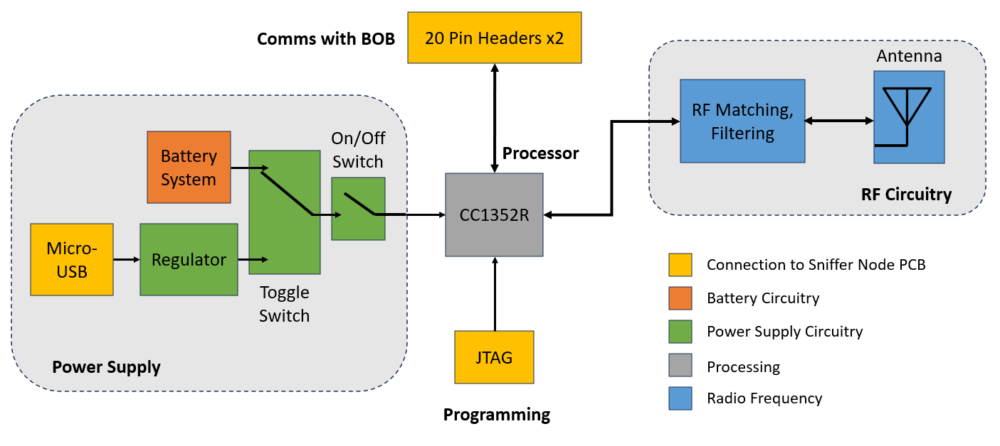 Comms with BOB
20 Pin Headers x2
Antenna
RF Matching,
Filtering
RF Circuitry
Processor
CC1352R
On/Off
Switch
Battery
System
Micro-
USB
Regulator
Toggle
Switch
Power Supply
JTAG
Programming
Connection to Sniffer Node PCB
Battery Circuitry
Power Supply Circuitry
Processing
Radio Frequency